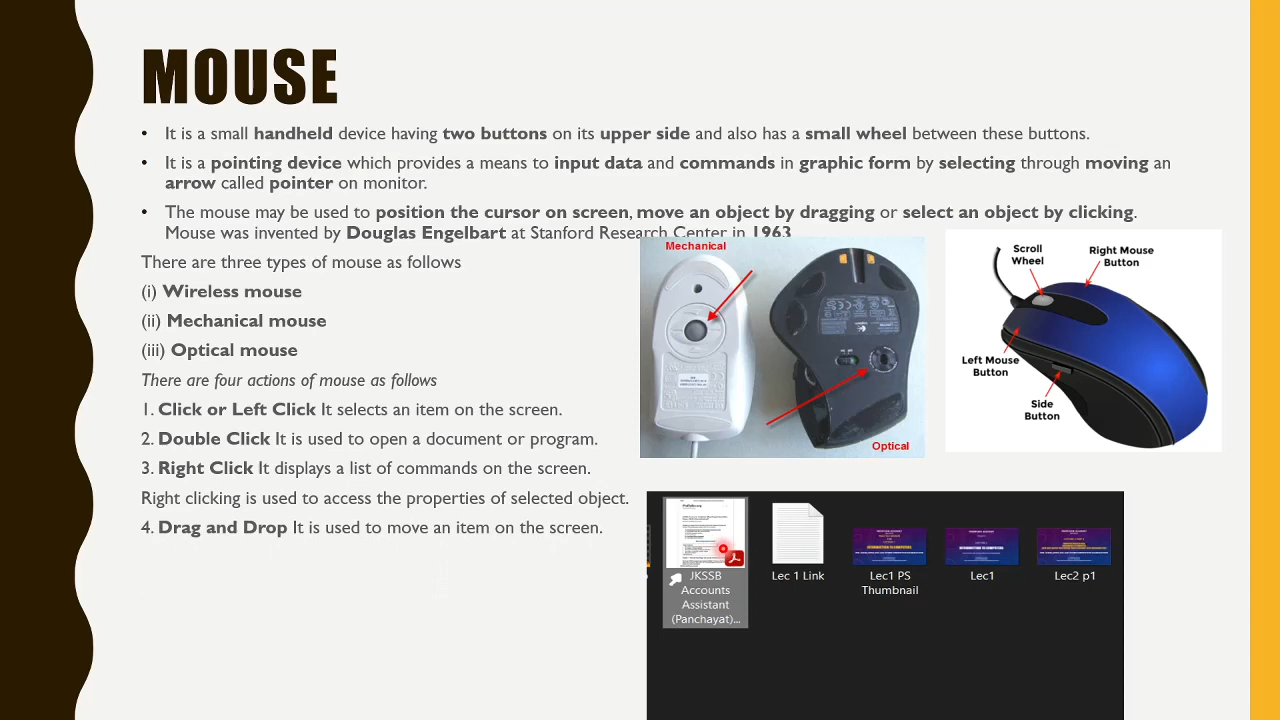 MOUSE
• It is a small handheld device having two buttons on its upper side and also has a small wheel between these buttons.
• It is a pointing device which provides a means to input data and commands in graphic form by selecting through moving an
arrow called pointer on monitor.
• The mouse may be used to position the cursor on screen, move an object by dragging or select an object by clicking.
Mouse was invented by Douglas Engelbart at Stanford Research Center in 1963
There are three types of mouse as follows
(i) Wireless mouse
(ii) Mechanical mouse
(iii) Optical mouse
There are four actions of mouse as follows
1. Click or Left Click It selects an item on the screen.
2. Double Click It is used to open a document or program.
3. Right Click It displays a list of commands on the screen.
Right clicking is used to access the properties of selected object.
4. Drag and Drop It is used to move an item on the screen.
Mechanical
Optical
Scroll
Wheel
Right Mouse
Button
Left Mouse
Button
Side
Button
JKSSB
Accounts
Assistant
(Panchayat)...
Lec 1 Link
Lec1 PS
Thumbnail
Lec1
Lec2 p1